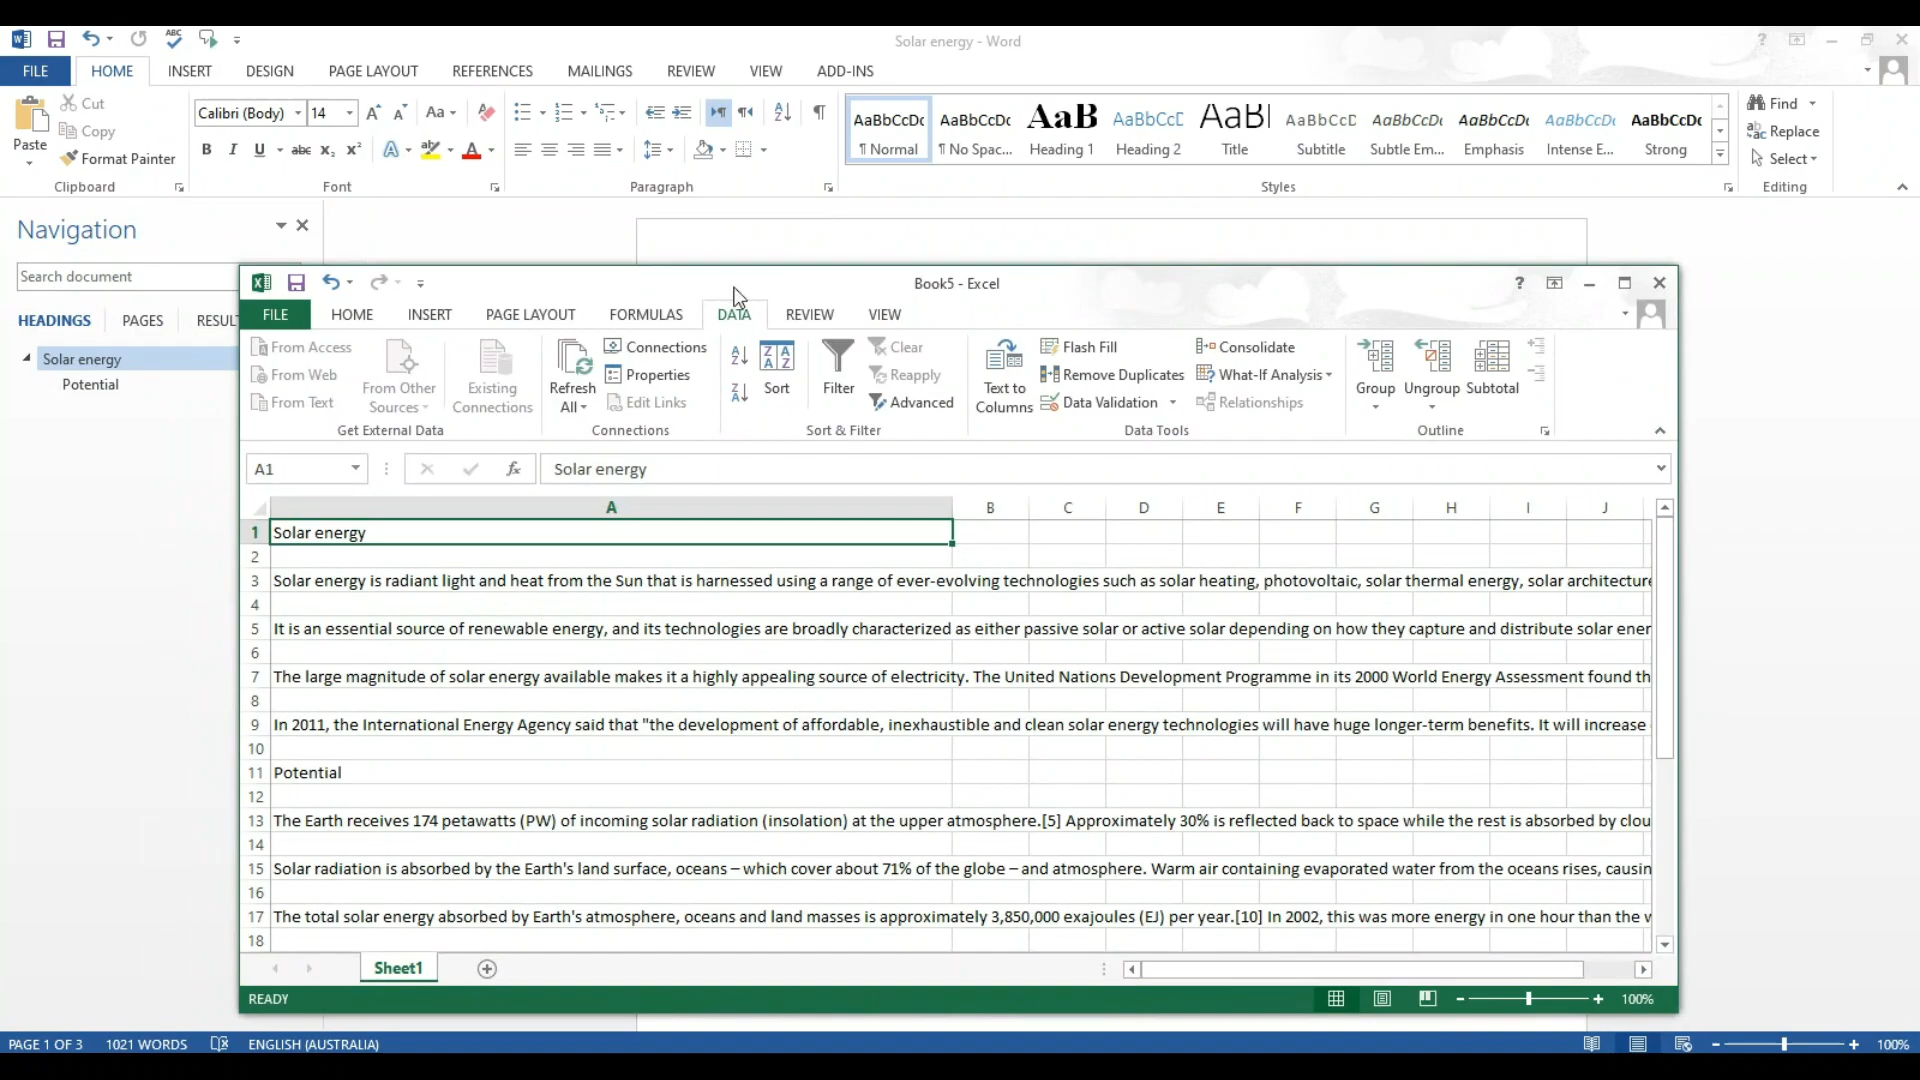 Solar energy - Word
FILE HOME INSERT DESIGN PAGE LAYOUT REFERENCES MAILINGS REVIEW VIEW ADD-INS
Paste
Cut
Copy
Format Painter
Clipboard
Calibri (Body) 14
Font
Paragraph
AaBbCcDc AaBbCcDc AaB AaBbCcC AaBl AaBbCcD AaBbCcDc AaBbCcDc AaBbCcDc AaBbCcDc
¶ Normal ¶ No Spac... Heading 1 Heading 2 Title Subtitle Subtle Em... Emphasis Intense E... Strong
Styles
Find
Replace
Select
Editing
Navigation
Search document
HEADINGS PAGES RESUL
Solar energy
Potential
Book5 - Excel
FILE HOME INSERT PAGE LAYOUT FORMULAS DATA REVIEW VIEW
From Access
From Web
From Text
From Other Sources
Existing Connections
Get External Data
Refresh All
Connections
Properties
Edit Links
Connections
Sort
Filter
Clear
Reapply
Advanced
Sort & Filter
Text to Columns
Flash Fill
Remove Duplicates
Data Validation
Consolidate
What-If Analysis
Relationships
Data Tools
Group
Ungroup
Subtotal
Outline
A1 fx Solar energy
A B C D E F G H I J
1 Solar energy
2
3 Solar energy is radiant light and heat from the Sun that is harnessed using a range of ever-evolving technologies such as solar heating, photovoltaic, solar thermal energy, solar architecture
4
5 It is an essential source of renewable energy, and its technologies are broadly characterized as either passive solar or active solar depending on how they capture and distribute solar ener
6
7 The large magnitude of solar energy available makes it a highly appealing source of electricity. The United Nations Development Programme in its 2000 World Energy Assessment found th
8
9 In 2011, the International Energy Agency said that "the development of affordable, inexhaustible and clean solar energy technologies will have huge longer-term benefits. It will increase
10
11 Potential
12
13 The Earth receives 174 petawatts (PW) of incoming solar radiation (insolation) at the upper atmosphere.[5] Approximately 30% is reflected back to space while the rest is absorbed by clou
14
15 Solar radiation is absorbed by the Earth's land surface, oceans – which cover about 71% of the globe – and atmosphere. Warm air containing evaporated water from the oceans rises, causin
16
17 The total solar energy absorbed by Earth's atmosphere, oceans and land masses is approximately 3,850,000 exajoules (EJ) per year.[10] In 2002, this was more energy in one hour than the w
18
Sheet1
READY 100%
PAGE 1 OF 3 1021 WORDS ENGLISH (AUSTRALIA) 100%